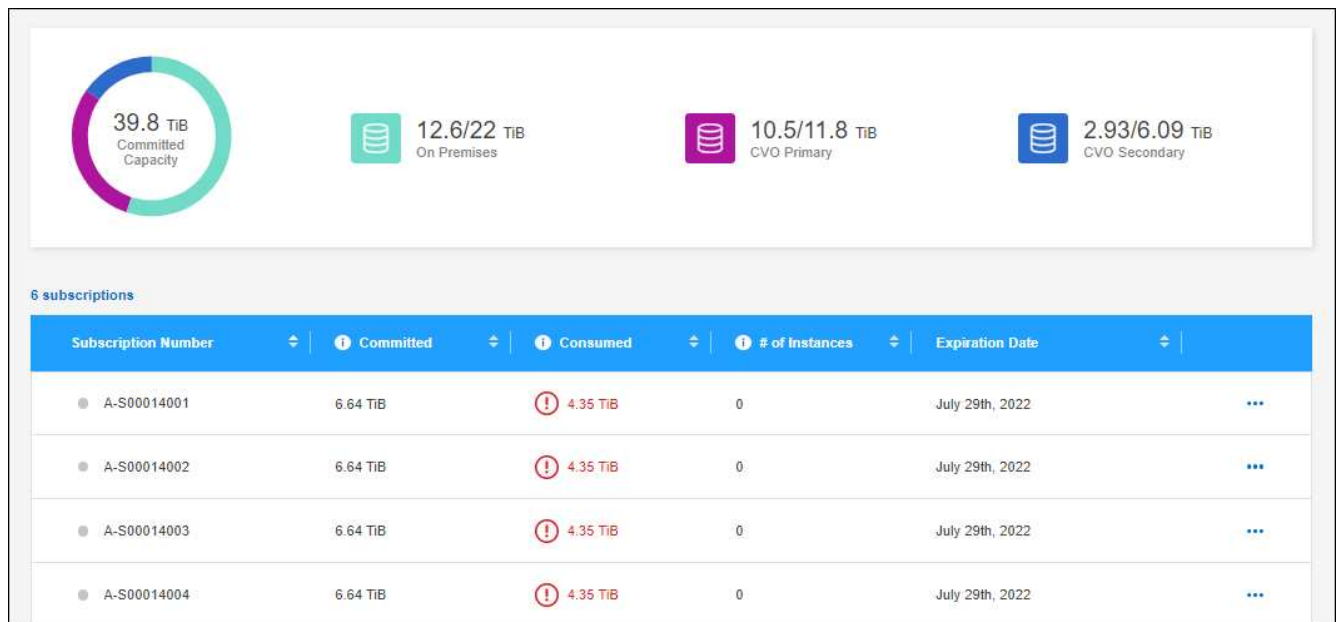 39.8 TiB
Committed
Capacity
12.6/22 TiB
On Premises
10.5/11.8 TiB
CVO Primary
2.93/6.09 TiB
CVO Secondary
6 subscriptions
Subscription Number Committed Consumed # of Instances Expiration Date
A-S00014001 6.64 TiB 4.35 TiB 0 July 29th, 2022
A-S00014002 6.64 TiB 4.35 TiB 0 July 29th, 2022
A-S00014003 6.64 TiB 4.35 TiB 0 July 29th, 2022
A-S00014004 6.64 TiB 4.35 TiB 0 July 29th, 2022